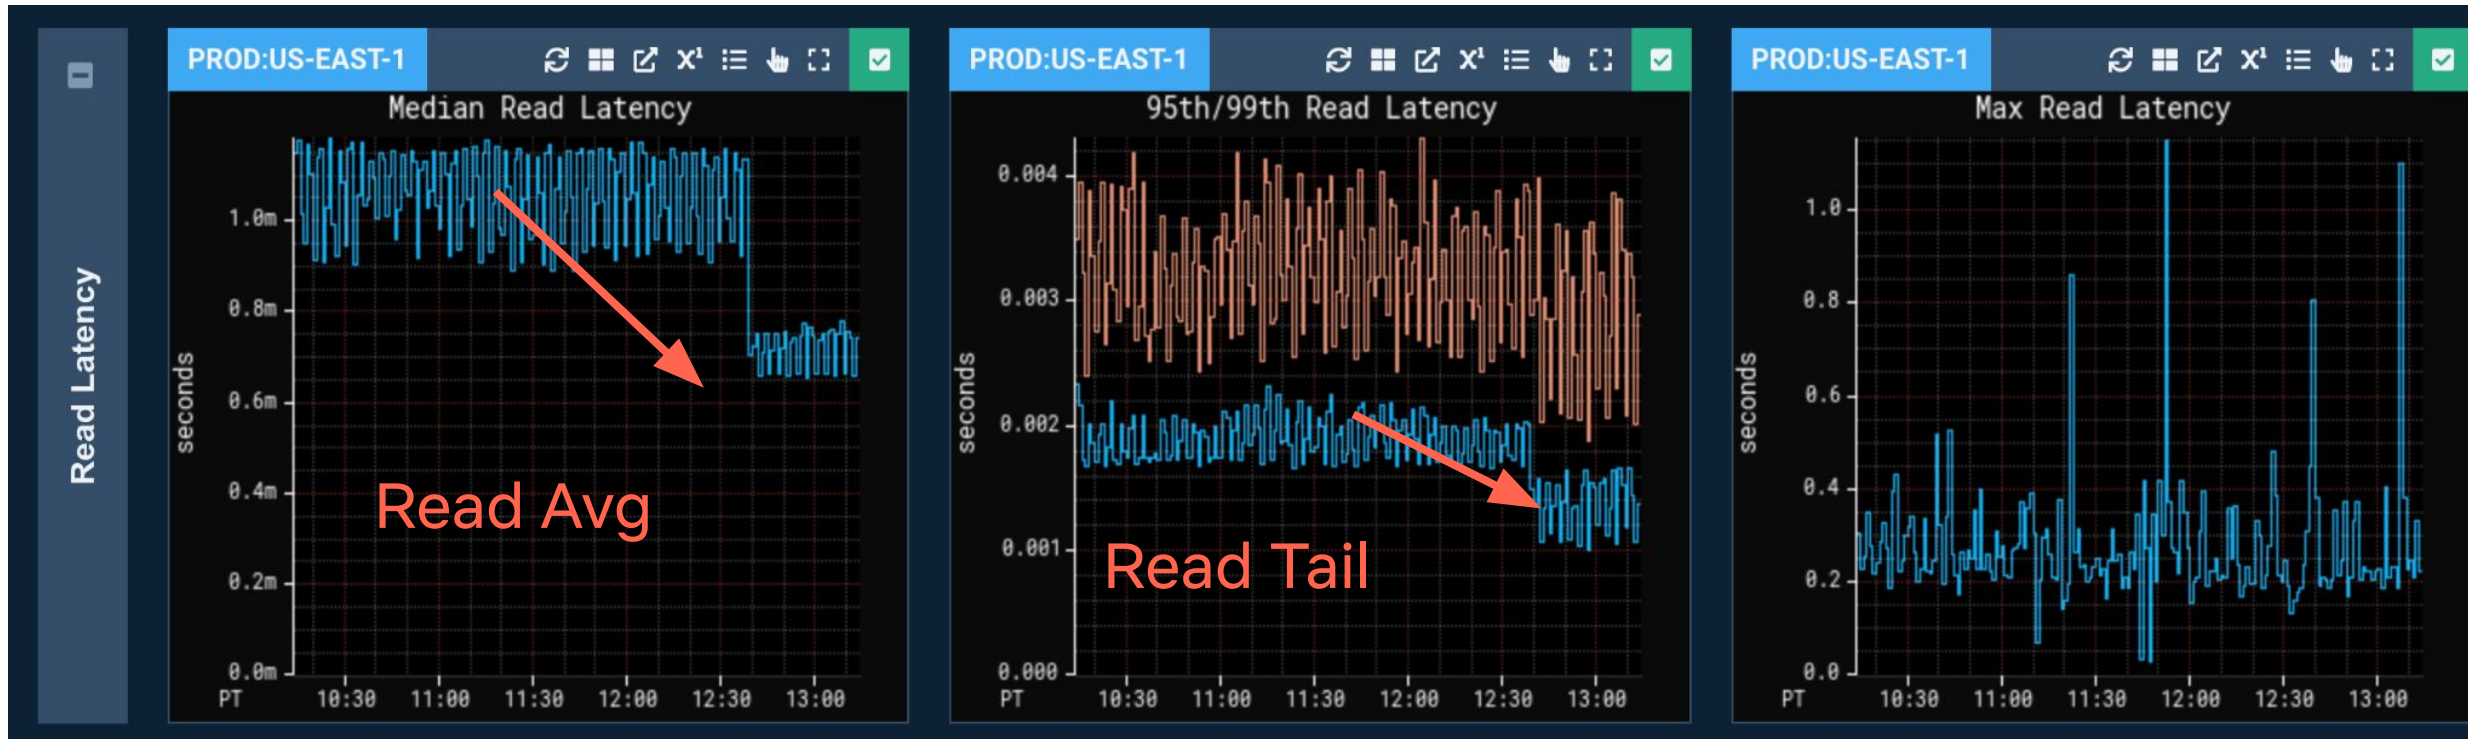 Read Latency
PROD:US-EAST-1
X¹
Median Read Latency
seconds
1.0m
0.8m
0.6m
0.4m
0.2m
0.0m
Read Avg
PT 10:30 11:00 11:30 12:00 12:30 13:00
PROD:US-EAST-1
X¹
95th/99th Read Latency
seconds
0.004
0.003
0.002
0.001
0.000
Read Tail
PT 10:30 11:00 11:30 12:00 12:30 13:00
PROD:US-EAST-1
X¹
Max Read Latency
seconds
1.0
0.8
0.6
0.4
0.2
0.0
PT 10:30 11:00 11:30 12:00 12:30 13:00